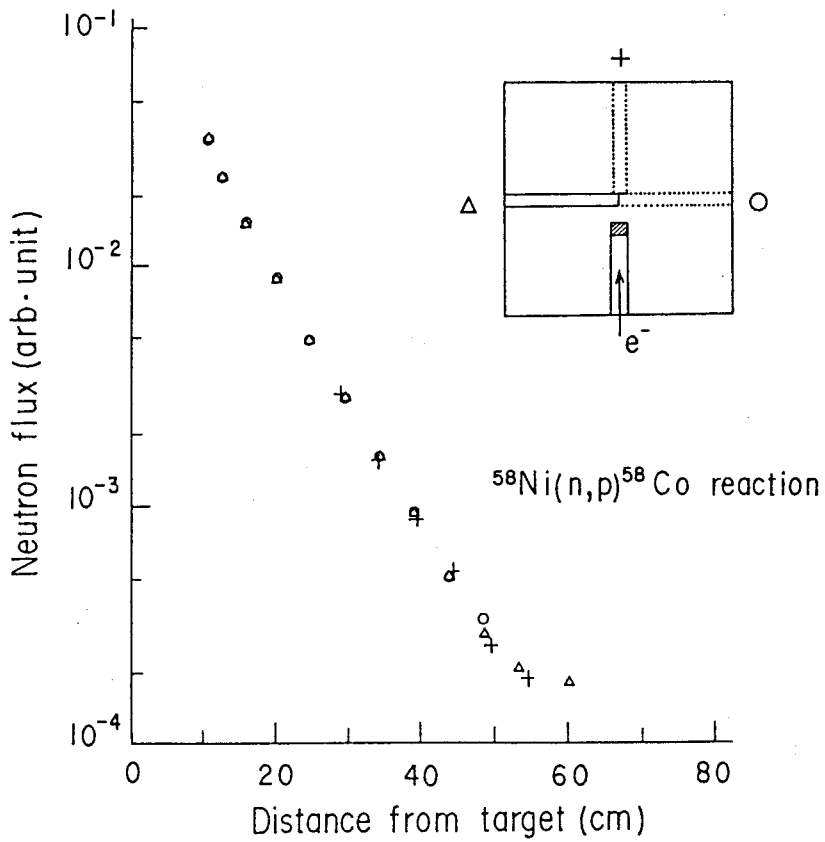 10⁻¹
10⁻²
10⁻³
10⁻⁴
Neutron flux (arb·unit)
+
△
○
e⁻
⁵⁸Ni(n,p)⁵⁸Co reaction
0 20 40 60 80
Distance from target (cm)